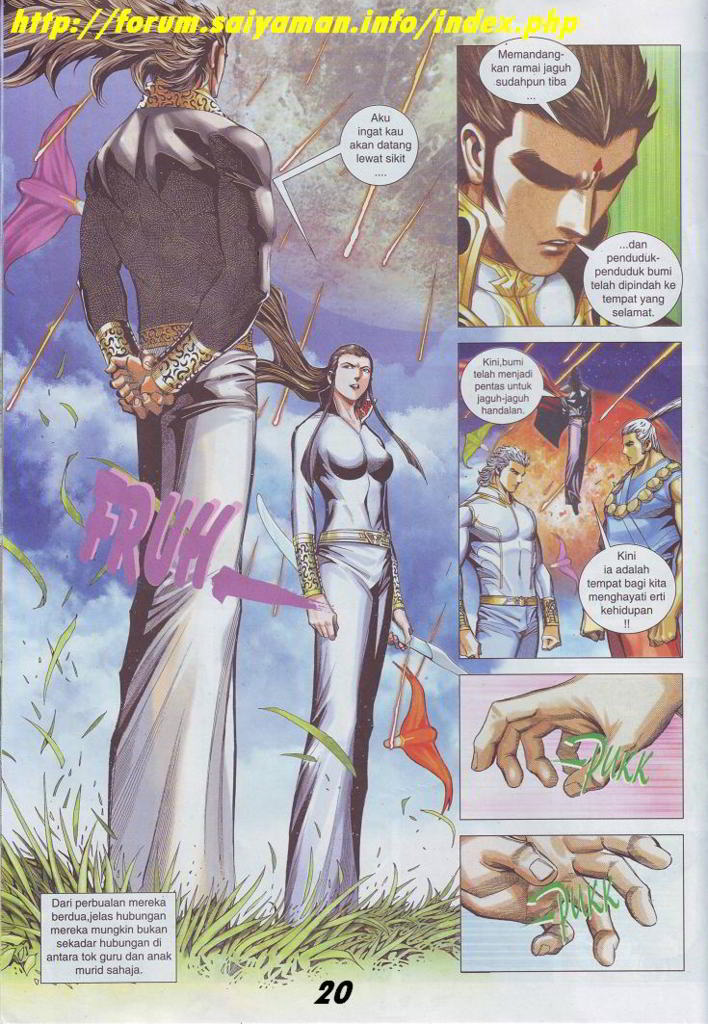 http://forum.saiyaman.info/index.php
Aku
ingat kau
akan datang
lewat sikit
....
FRUH
Dari perbualan mereka
berdua,jelas hubungan
mereka mungkin bukan
sekadar hubungan di
antara tok guru dan anak
murid sahaja.
Memandang-
kan ramai jaguh
sudahpun tiba
...
...dan
penduduk-
penduduk bumi
telah dipindah ke
tempat yang
selamat.
Kini,bumi
telah menjadi
pentas untuk
jaguh-jaguh
handalan.
Kini
ia adalah
tempat bagi kita
menghayati erti
kehidupan
!!
PUKK
PUKK
20